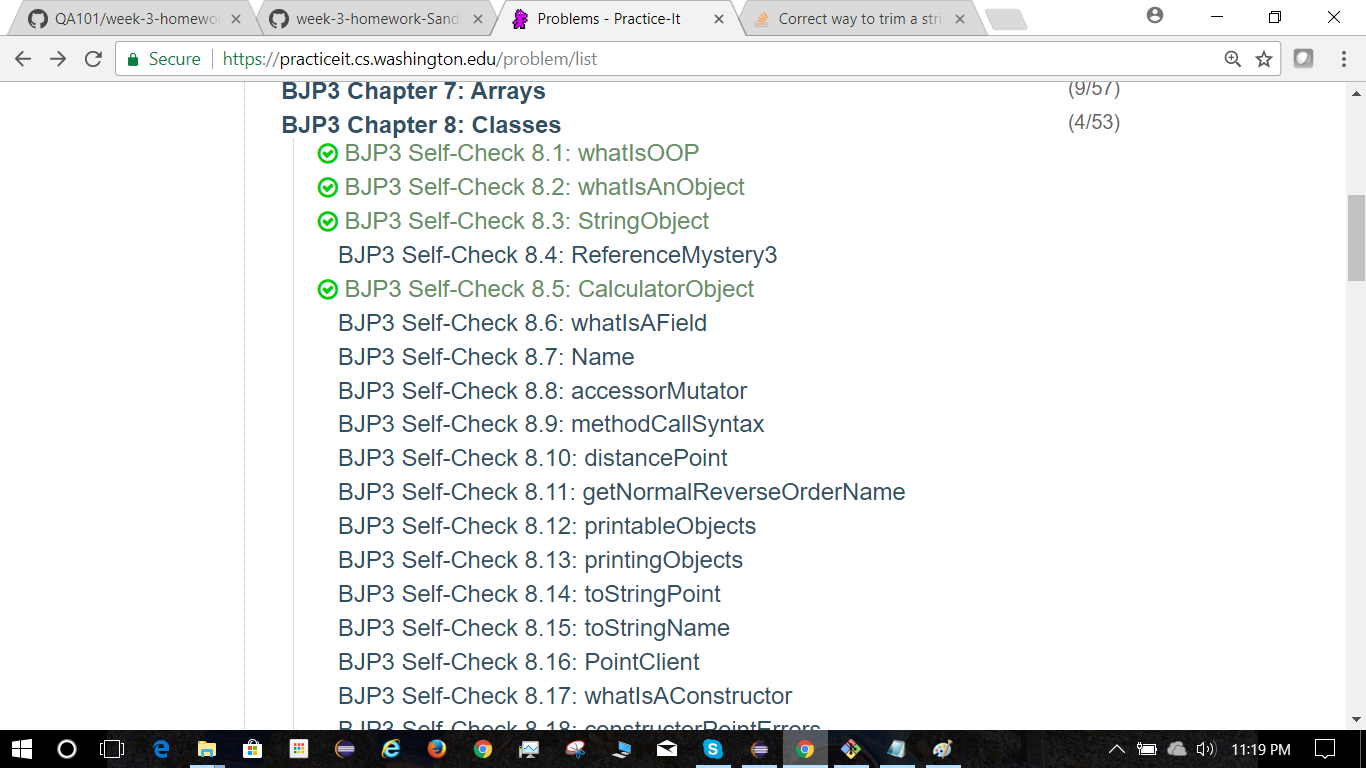 QA101/week-3-homewo
week-3-homework-Sand
Problems - Practice-It
Correct way to trim a stri
Secure
https://practiceit.cs.washington.edu/problem/list
BJP3 Chapter 7: Arrays (9/57)
BJP3 Chapter 8: Classes (4/53)
BJP3 Self-Check 8.1: whatIsOOP
BJP3 Self-Check 8.2: whatIsAnObject
BJP3 Self-Check 8.3: StringObject
BJP3 Self-Check 8.4: ReferenceMystery3
BJP3 Self-Check 8.5: CalculatorObject
BJP3 Self-Check 8.6: whatIsAField
BJP3 Self-Check 8.7: Name
BJP3 Self-Check 8.8: accessorMutator
BJP3 Self-Check 8.9: methodCallSyntax
BJP3 Self-Check 8.10: distancePoint
BJP3 Self-Check 8.11: getNormalReverseOrderName
BJP3 Self-Check 8.12: printableObjects
BJP3 Self-Check 8.13: printingObjects
BJP3 Self-Check 8.14: toStringPoint
BJP3 Self-Check 8.15: toStringName
BJP3 Self-Check 8.16: PointClient
BJP3 Self-Check 8.17: whatIsAConstructor
BJP3 Self-Check 8.18: constructorPointErrors
11:19 PM